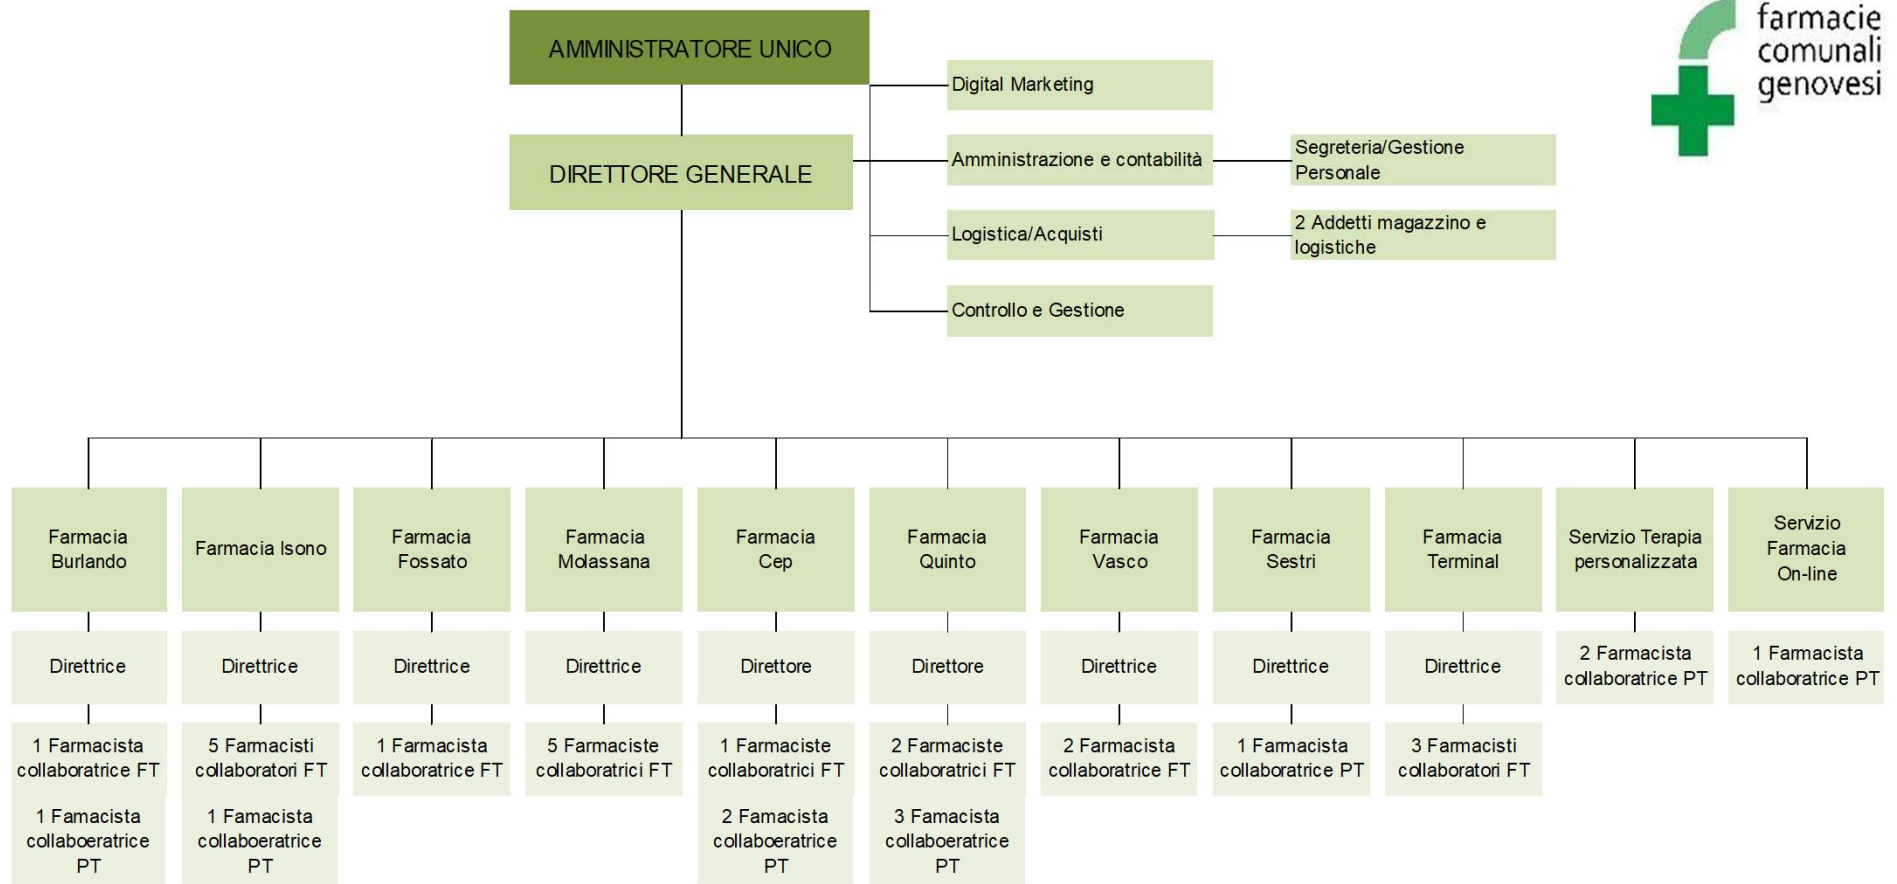 farmacie
comunali
genovesi
AMMINISTRATORE UNICO
DIRETTORE GENERALE
Digital Marketing
Amministrazione e contabilità
Segreteria/Gestione
Personale
Logistica/Acquisti
2 Addetti magazzino e
logistiche
Controllo e Gestione
Farmacia
Burlando
Direttrice
1 Farmacista
collaboratrice FT
1 Famacista
collaboeratrice
PT
Farmacia Isono
Direttrice
5 Farmacisti
collaboratori FT
1 Famacista
collaboeratrice
PT
Farmacia
Fossato
Direttrice
1 Farmacista
collaboratrice FT
Farmacia
Molassana
Direttrice
5 Farmaciste
collaboratrici FT
Farmacia
Cep
Direttore
1 Farmaciste
collaboratrici FT
2 Famacista
collaboeratrice
PT
Farmacia
Quinto
Direttore
2 Farmaciste
collaboratrici FT
3 Famacista
collaboeratrice
PT
Farmacia
Vasco
Direttrice
2 Farmacista
collaboratrice FT
Farmacia
Sestri
Direttrice
1 Farmacista
collaboratrice PT
Farmacia
Terminal
Direttrice
3 Farmacisti
collaboratori FT
Servizio Terapia
personalizzata
2 Farmacista
collaboratrice PT
Servizio
Farmacia
On-line
1 Farmacista
collaboratrice PT